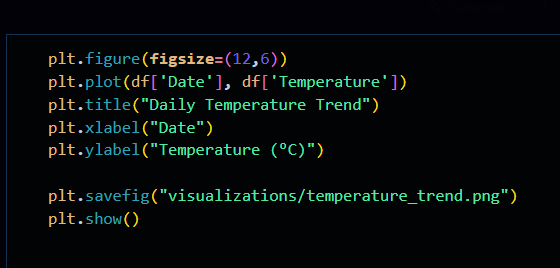 plt.figure(figsize=(12,6))
plt.plot(df['Date'], df['Temperature'])
plt.title("Daily Temperature Trend")
plt.xlabel("Date")
plt.ylabel("Temperature (°C)")

plt.savefig("visualizations/temperature_trend.png")
plt.show()